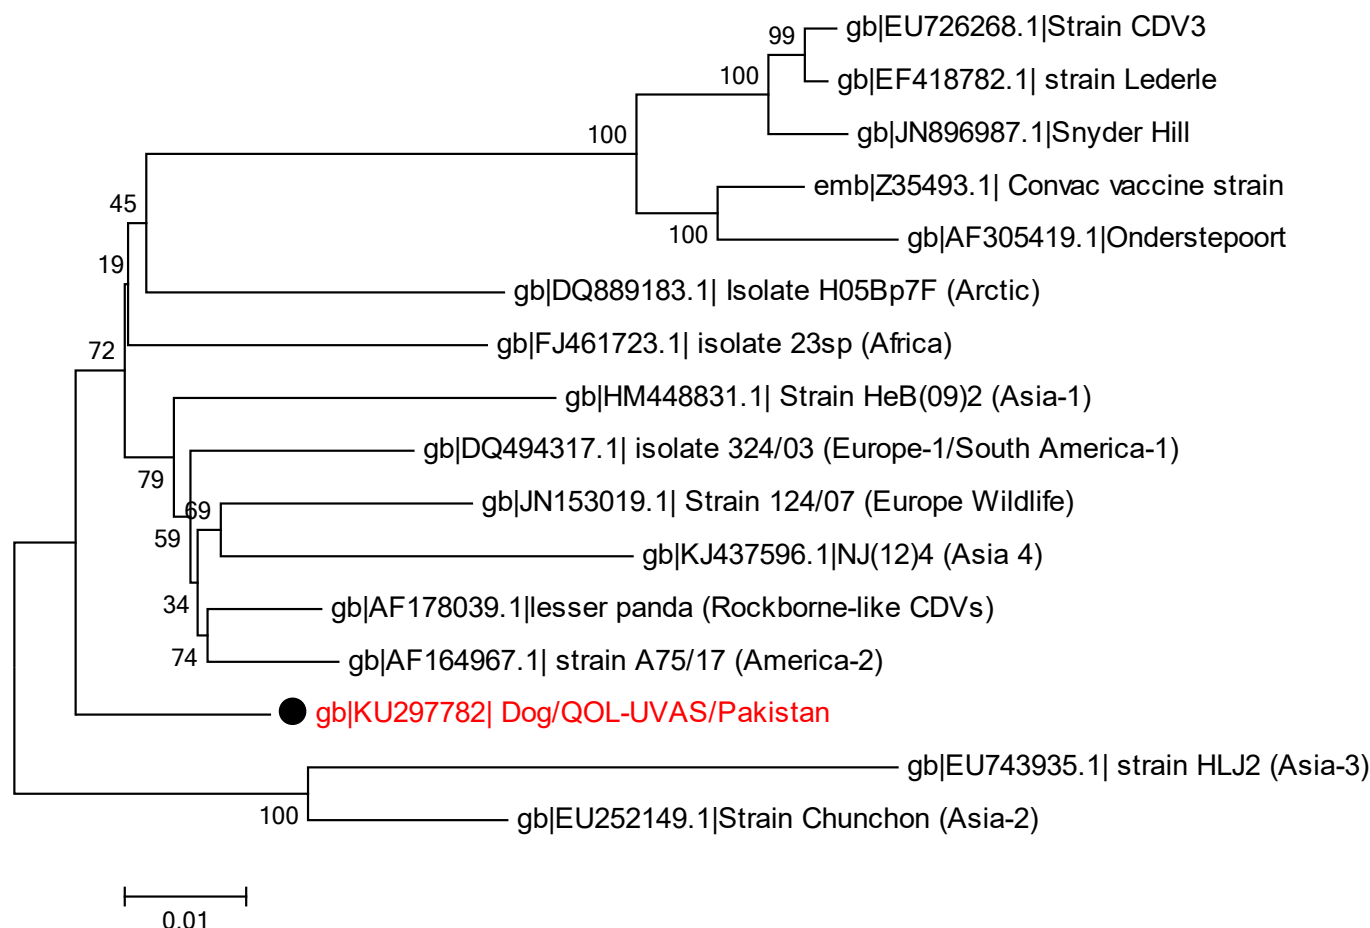 99
gb|EU726268.1|Strain CDV3
100
gb|EF418782.1| strain Lederle
100
gb|JN896987.1|Snyder Hill
emb|Z35493.1| Convac vaccine strain
45
100
gb|AF305419.1|Onderstepoort
19
gb|DQ889183.1| Isolate H05Bp7F (Arctic)
72
gb|FJ461723.1| isolate 23sp (Africa)
gb|HM448831.1| Strain HeB(09)2 (Asia-1)
gb|DQ494317.1| isolate 324/03 (Europe-1/South America-1)
79
69
gb|JN153019.1| Strain 124/07 (Europe Wildlife)
59
gb|KJ437596.1|NJ(12)4 (Asia 4)
34
gb|AF178039.1|lesser panda (Rockborne-like CDVs)
74
gb|AF164967.1| strain A75/17 (America-2)
gb|KU297782| Dog/QOL-UVAS/Pakistan
gb|EU743935.1| strain HLJ2 (Asia-3)
100
gb|EU252149.1|Strain Chunchon (Asia-2)
0.01